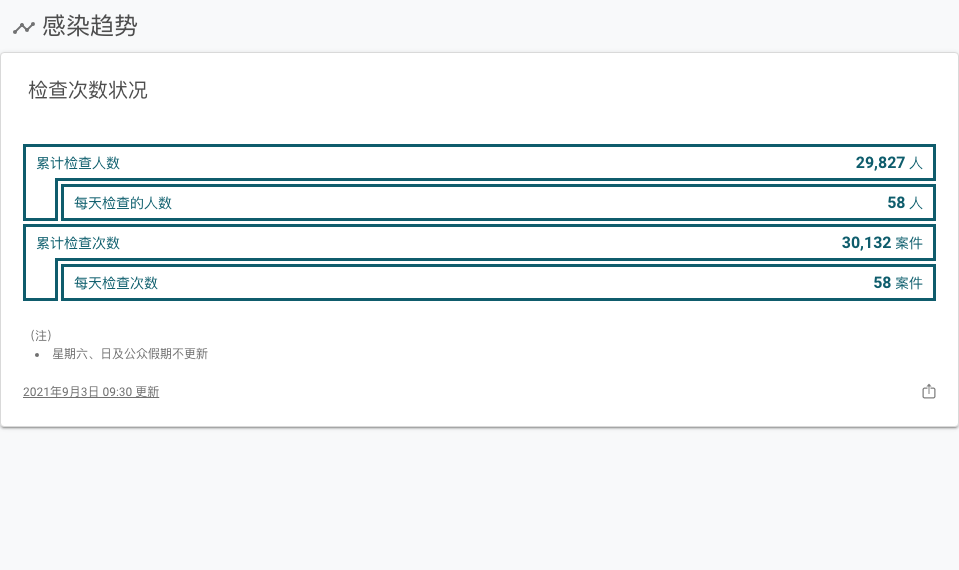 感染趋势
检查次数状况
累计检查人数 29,827 人
每天检查的人数 58 人
累计检查次数 30,132 案件
每天检查次数 58 案件
（注）
• 星期六、日及公众假期不更新
2021年9月3日 09:30 更新